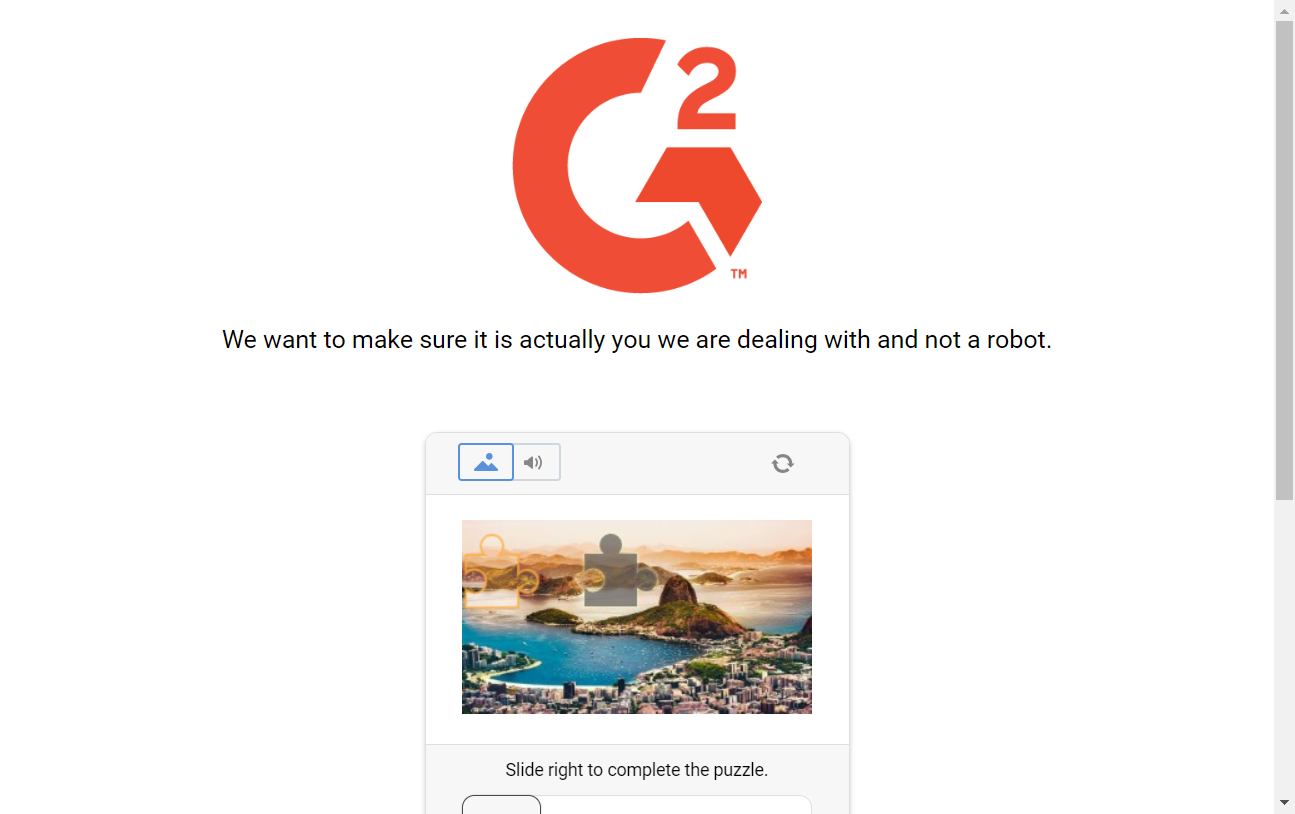 G2
TM
We want to make sure it is actually you we are dealing with and not a robot.
Slide right to complete the puzzle.